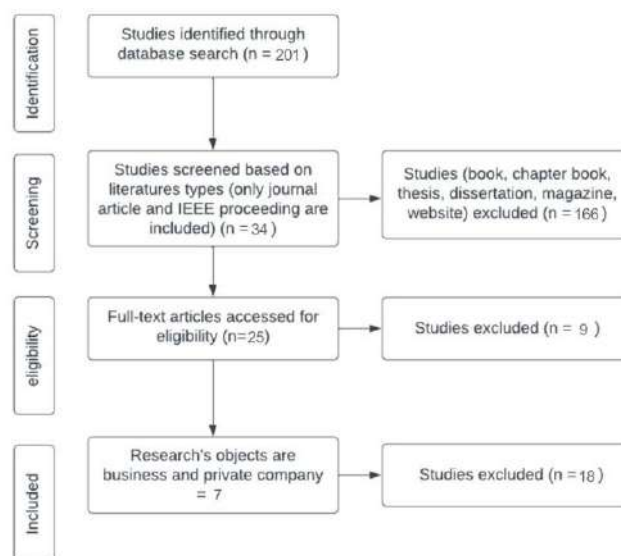 Identification
Studies identified through
database search (n = 201)
Screening
Studies screened based on
literatures types (only journal
article and IEEE proceeding are
included) (n = 34)
Studies (book, chapter book,
thesis, dissertation, magazine,
website) excluded (n = 166)
eligibility
Full-text articles accessed for
eligibility (n=25)
Studies excluded (n = 9 )
Included
Research's objects are
business and private company
= 7
Studies excluded (n =18)